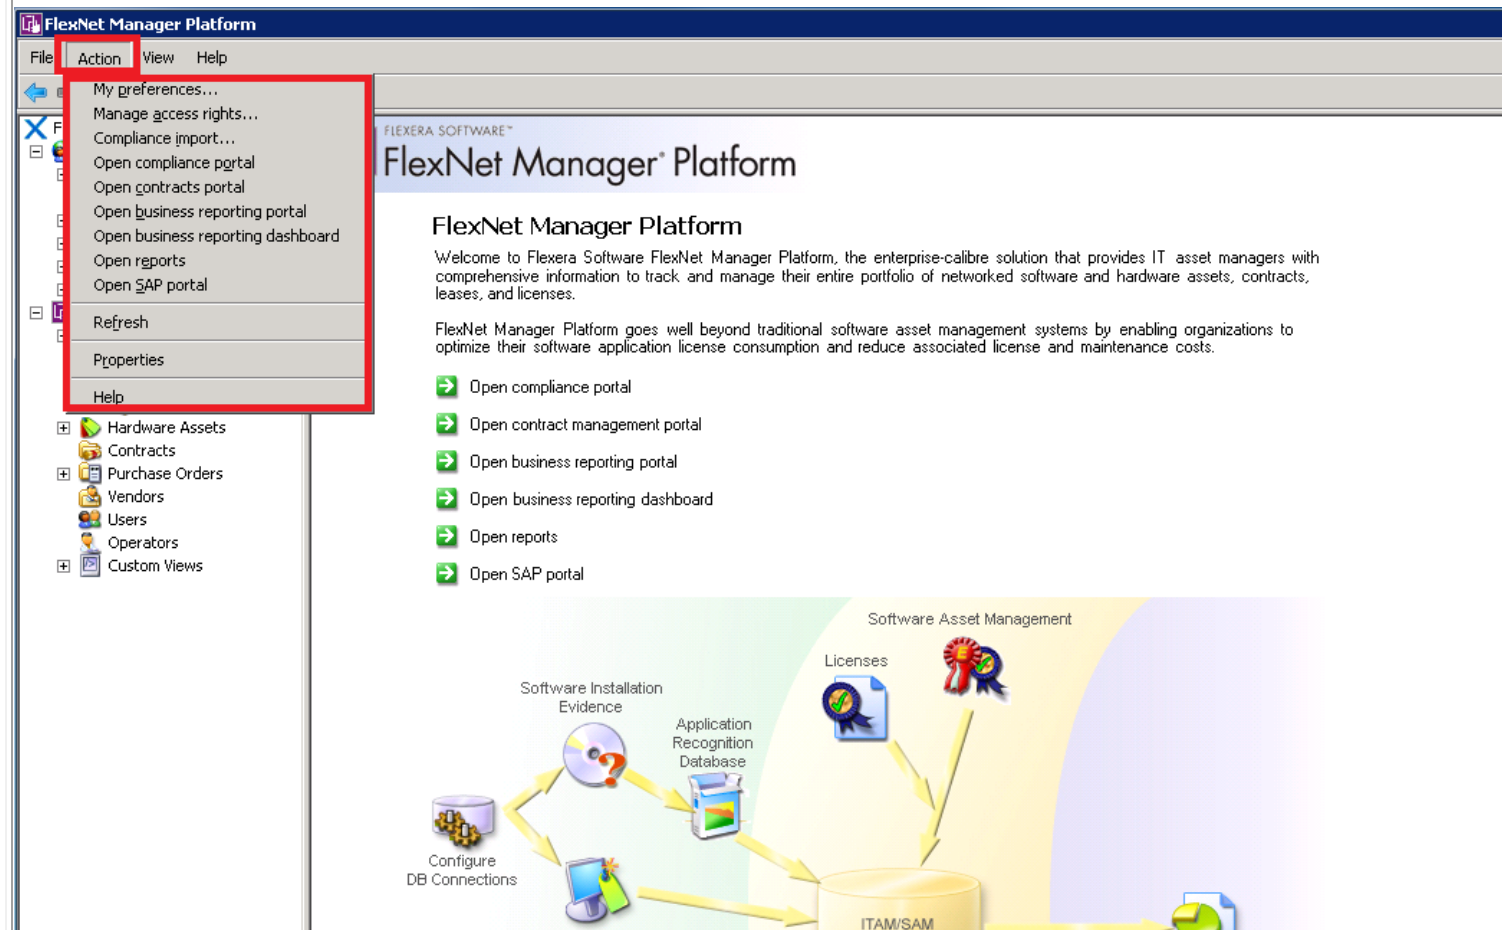 FlexNet Manager Platform
File Action View Help
My preferences...
Manage access rights...
Compliance import...
Open compliance portal
Open contracts portal
Open business reporting portal
Open business reporting dashboard
Open reports
Open SAP portal
Refresh
Properties
Help
F
Hardware Assets
Contracts
Purchase Orders
Vendors
Users
Operators
Custom Views
FLEXERA SOFTWARE™
FlexNet Manager® Platform
FlexNet Manager Platform
Welcome to Flexera Software FlexNet Manager Platform, the enterprise-calibre solution that provides IT asset managers with
comprehensive information to track and manage their entire portfolio of networked software and hardware assets, contracts,
leases, and licenses.
FlexNet Manager Platform goes well beyond traditional software asset management systems by enabling organizations to
optimize their software application license consumption and reduce associated license and maintenance costs.
Open compliance portal
Open contract management portal
Open business reporting portal
Open business reporting dashboard
Open reports
Open SAP portal
Software Asset Management
Licenses
Software Installation
Evidence
Application
Recognition
Database
Configure
DB Connections
ITAM/SAM